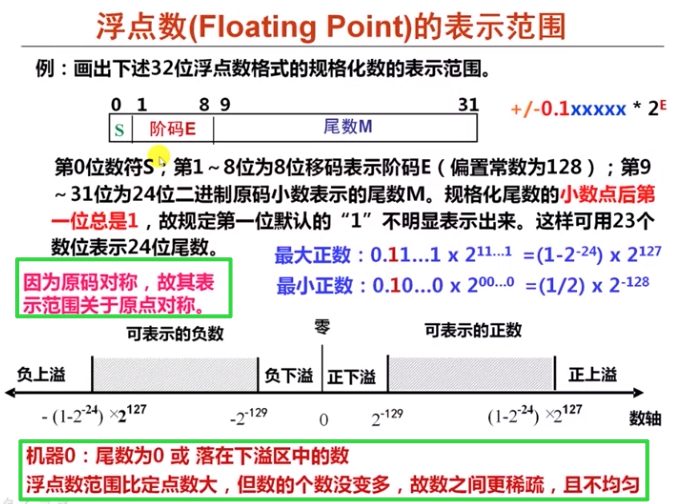 浮点数(Floating Point)的表示范围
例：画出下述32位浮点数格式的规格化数的表示范围。
0 1 8 9 31
S 阶码E 尾数M
+/-0.1xxxxx * 2^E
第0位数符S；第1～8位为8位移码表示阶码E（偏置常数为128）；第9
～31位为24位二进制原码小数表示的尾数M。规格化尾数的小数点后第
一位总是1，故规定第一位默认的“1”不明显表示出来。这样可用23个
数位表示24位尾数。
最大正数：0.11…1 x 2^11…1 =(1-2^-24) x 2^127
最小正数：0.10…0 x 2^00…0 =(1/2) x 2^-128
因为原码对称，故其表
示范围关于原点对称。
可表示的负数 零 可表示的正数
负上溢 负下溢 正下溢 正上溢
- (1-2^-24) ×2^127 -2^-129 0 2^-129 (1-2^-24) ×2^127 数轴
机器0：尾数为0 或 落在下溢区中的数
浮点数范围比定点数大，但数的个数没变多，故数之间更稀疏，且不均匀